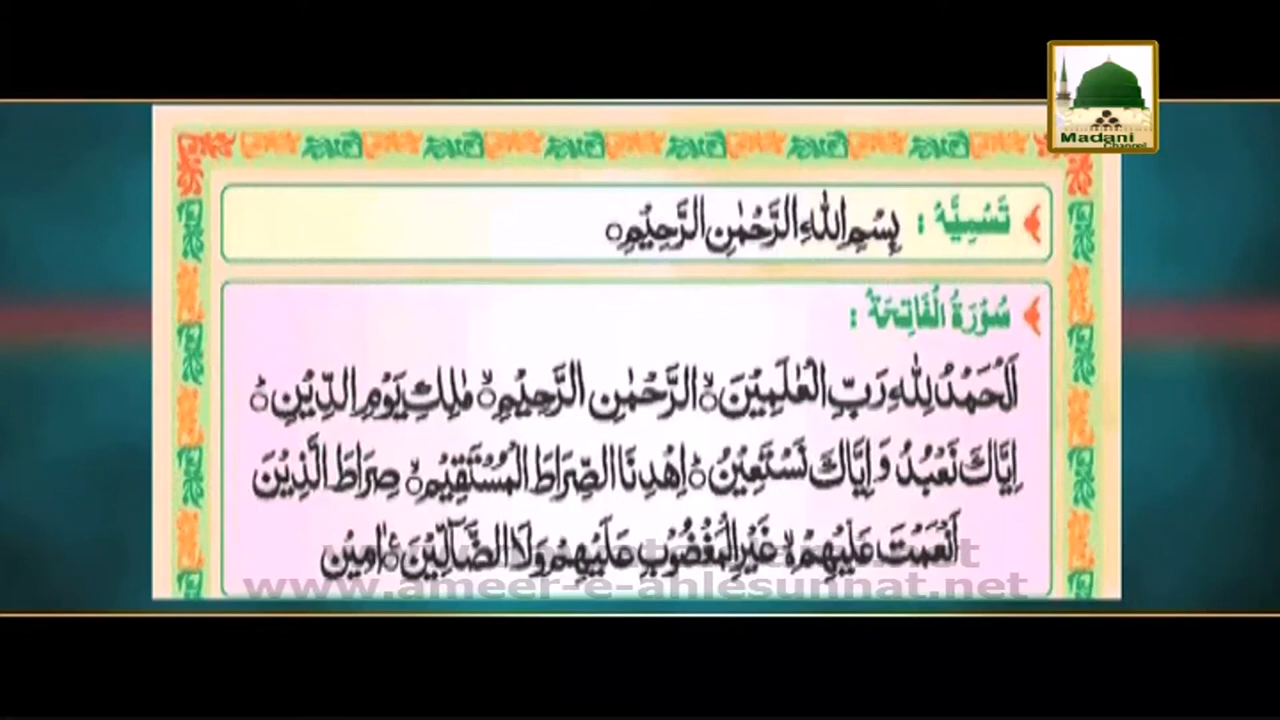 Madani
Channel
تَسْمِيَّهْ : بِسْمِ اللّٰهِ الرَّحْمٰنِ الرَّحِيْمِ۝
سُوْرَةُ الْفَاتِحَةُ :
اَلْحَمْدُ لِلّٰهِ رَبِّ الْعٰلَمِيْنَ۝ۙ الرَّحْمٰنِ الرَّحِيْمِ۝ۙ مٰلِكِ يَوْمِ الدِّيْنِ۝ؕ
اِيَّاكَ نَعْبُدُ وَ اِيَّاكَ نَسْتَعِيْنُ۝ؕ اِهْدِنَا الصِّرَاطَ الْمُسْتَقِيْمَ۝ۙ صِرَاطَ الَّذِيْنَ
اَنْعَمْتَ عَلَيْهِمْ۝ۙ غَيْرِ الْمَغْضُوْبِ عَلَيْهِمْ وَلَا الضَّآلِّيْنَ۝ اٰمِيْن
www.ameer-e-ahlesunnat.net